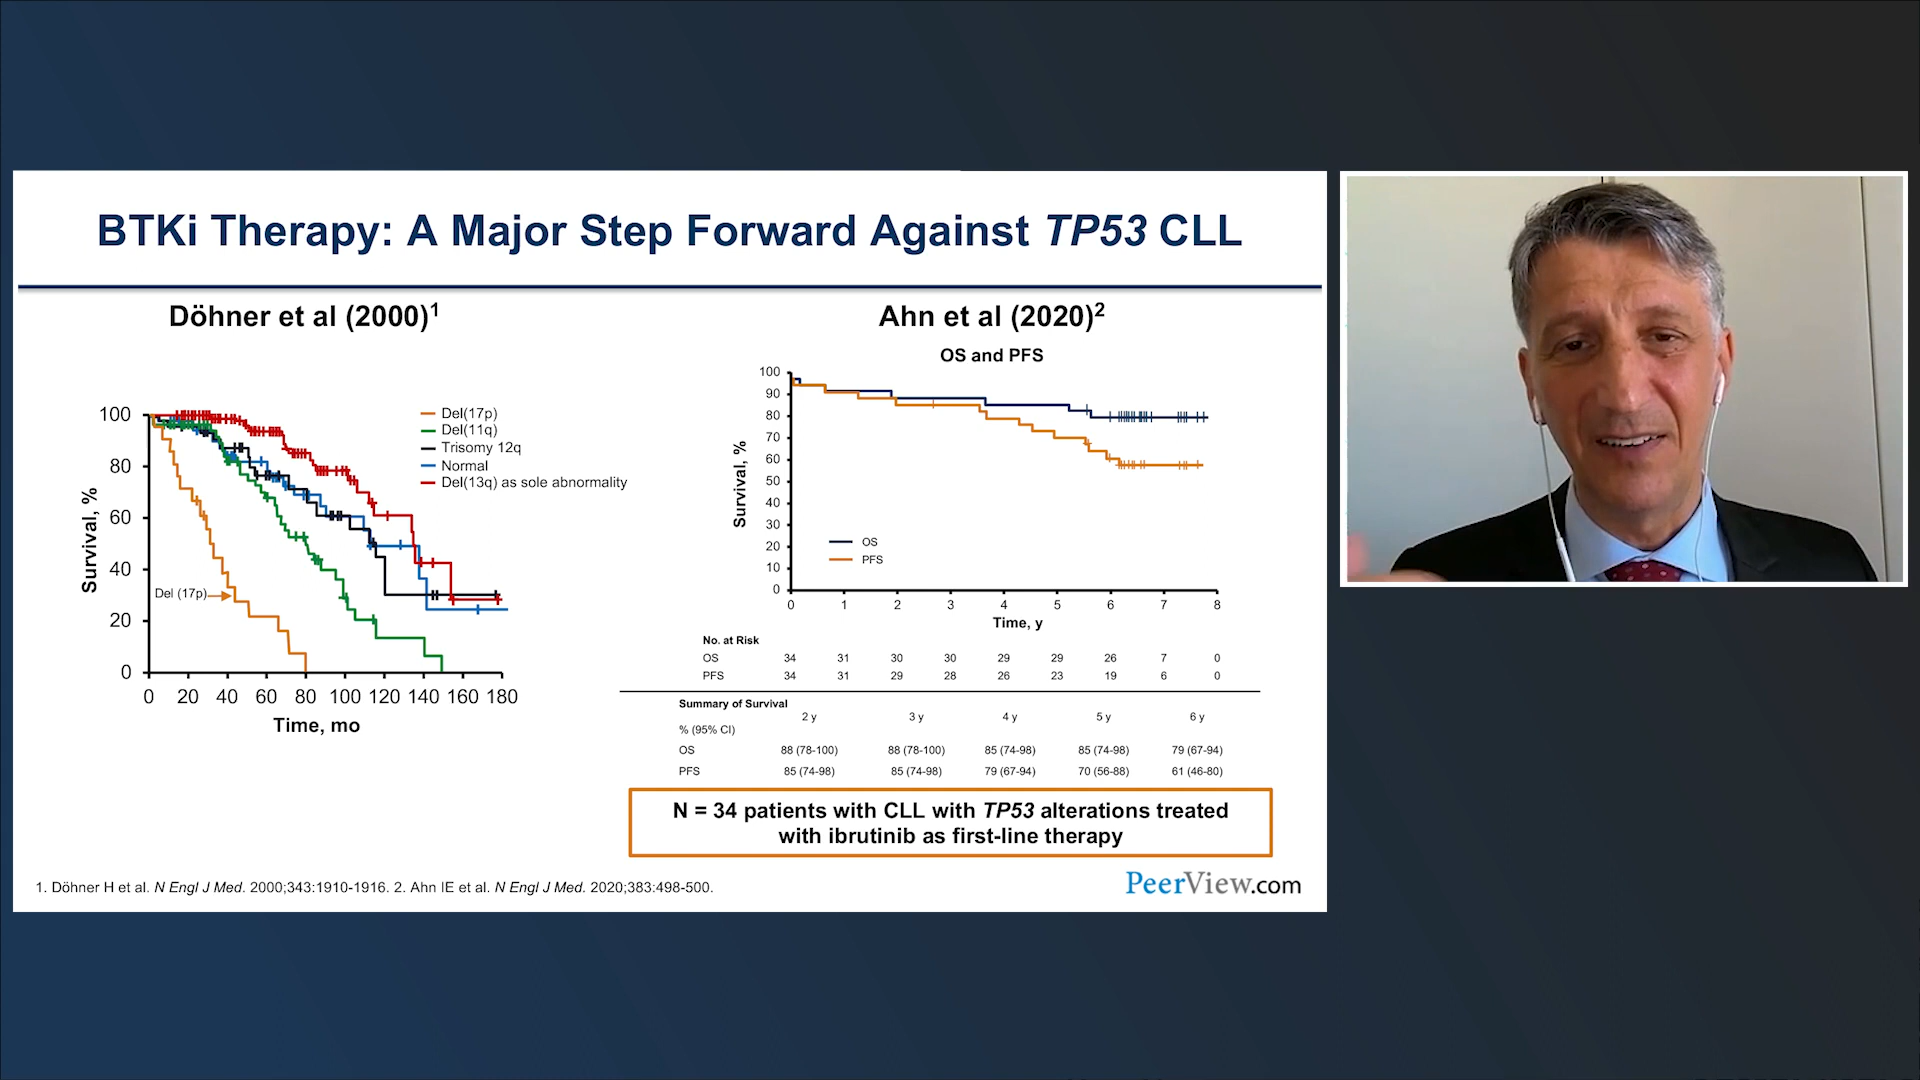 BTKi Therapy: A Major Step Forward Against TP53 CLL
Döhner et al (2000)1
Survival, %
100
80
60
40
20
0
0 20 40 60 80 100 120 140 160 180
Time, mo
Del(17p)
Del(11q)
Trisomy 12q
Normal
Del(13q) as sole abnormality
Del (17p)
Ahn et al (2020)2
OS and PFS
Survival, %
100
90
80
70
60
50
40
30
20
10
0
OS
PFS
0 1 2 3 4 5 6 7 8
Time, y
No. at Risk
OS 34 31 30 30 29 29 26 7 0
PFS 34 31 29 28 26 23 19 6 0
Summary of Survival
2 y 3 y 4 y 5 y 6 y
% (95% CI)
OS 88 (78-100) 88 (78-100) 85 (74-98) 85 (74-98) 79 (67-94)
PFS 85 (74-98) 85 (74-98) 79 (67-94) 70 (56-88) 61 (46-80)
N = 34 patients with CLL with TP53 alterations treated
with ibrutinib as first-line therapy
1. Döhner H et al. N Engl J Med. 2000;343:1910-1916. 2. Ahn IE et al. N Engl J Med. 2020;383:498-500.
PeerView.com